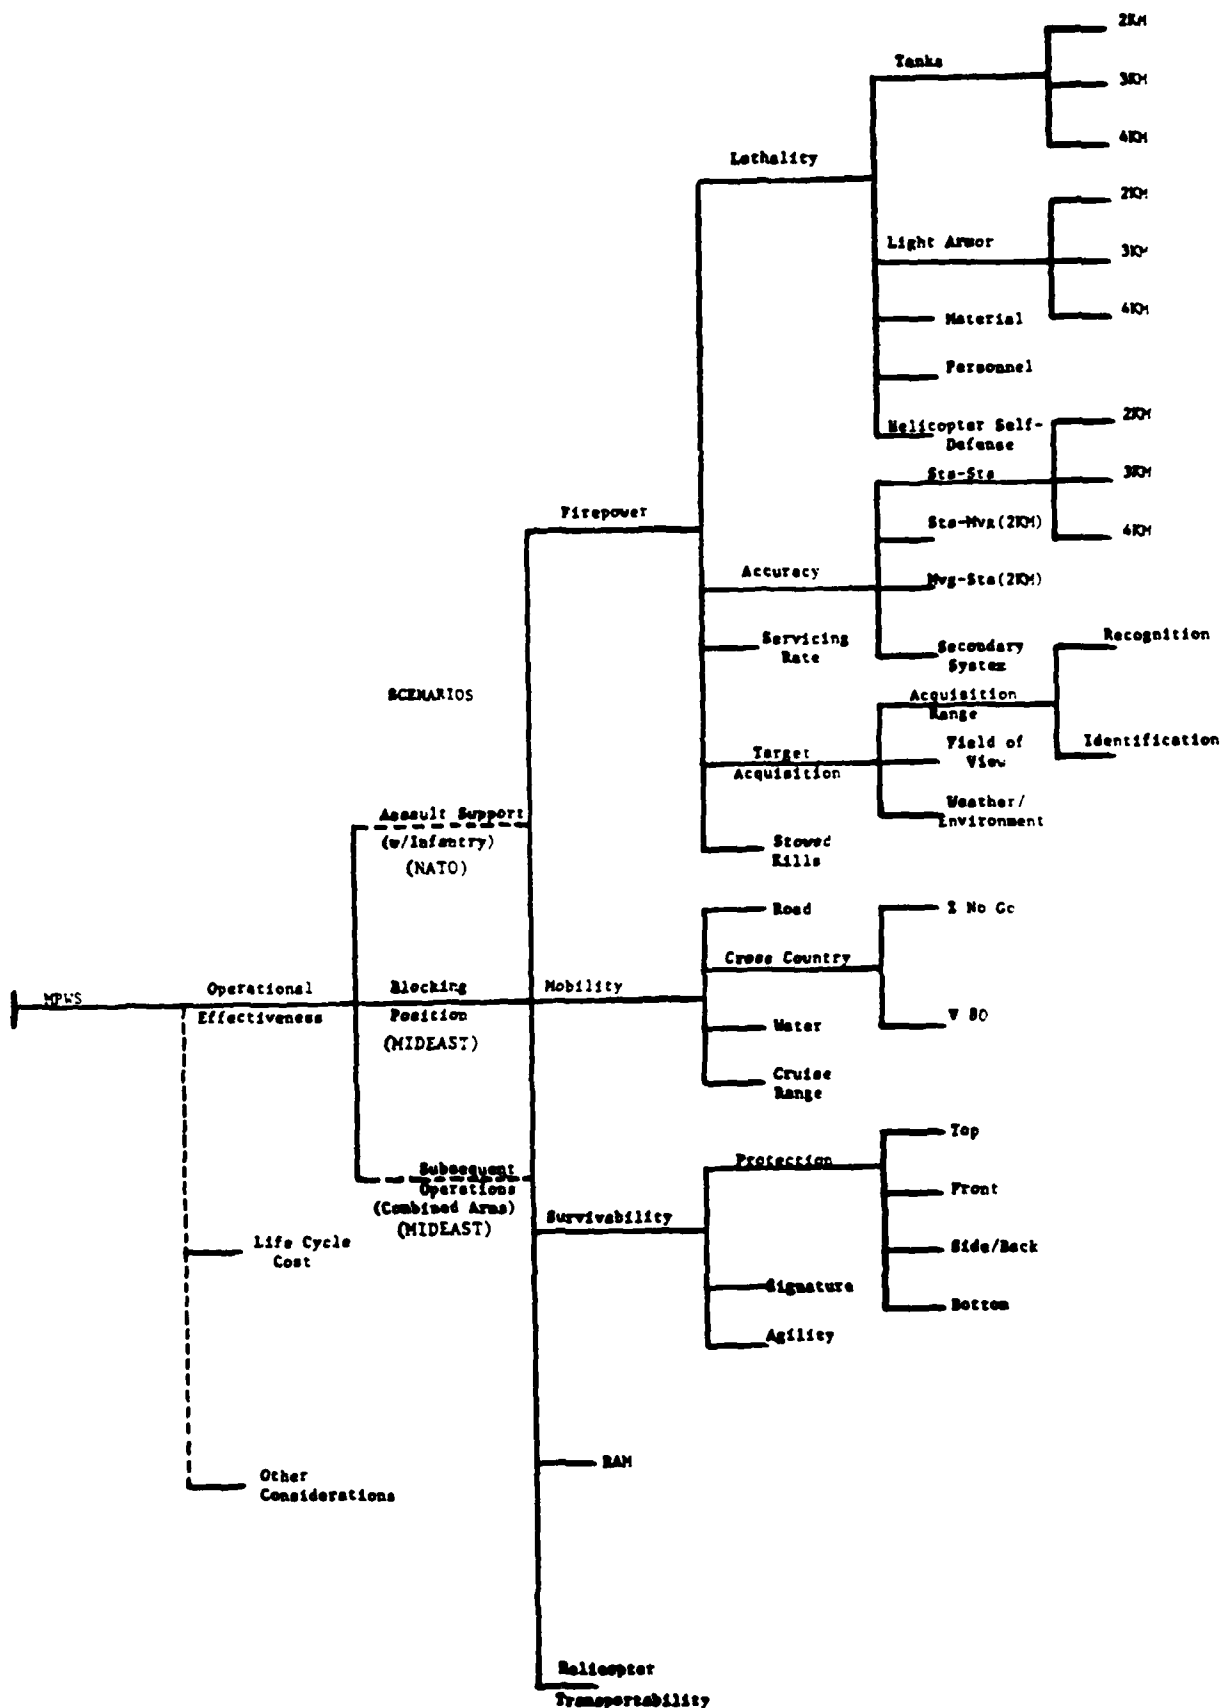 2KM
Tanks
3KM
4KM
Lethality
2KM
Light Armor
3KM
4KM
Material
Personnel
Helicopter Self-
Defense
2KM
Sta-Sta
3KM
Firepower
Sta-Mvg(2KM)
4KM
Accuracy
Mvg-Sta(2KM)
Servicing
Rate
Secondary
System
Recognition
SCENARIOS
Acquisition
Range
Target
Acquisition
Field of
View
Identification
Weather/
Environment
Assault Support
(w/Infantry)
(NATO)
Stowed
Kills
Road
% No Go
Cross Country
MPWS
Operational
Effectiveness
Blocking
Position
(MIDEAST)
Mobility
Water
V 80
Cruise
Range
Top
Protection
Subsequent
Operations
(Combined Arms)
(MIDEAST)
Front
Survivability
Life Cycle
Cost
Side/Back
Signature
Bottom
Agility
RAM
Other
Considerations
Helicopter
Transportability